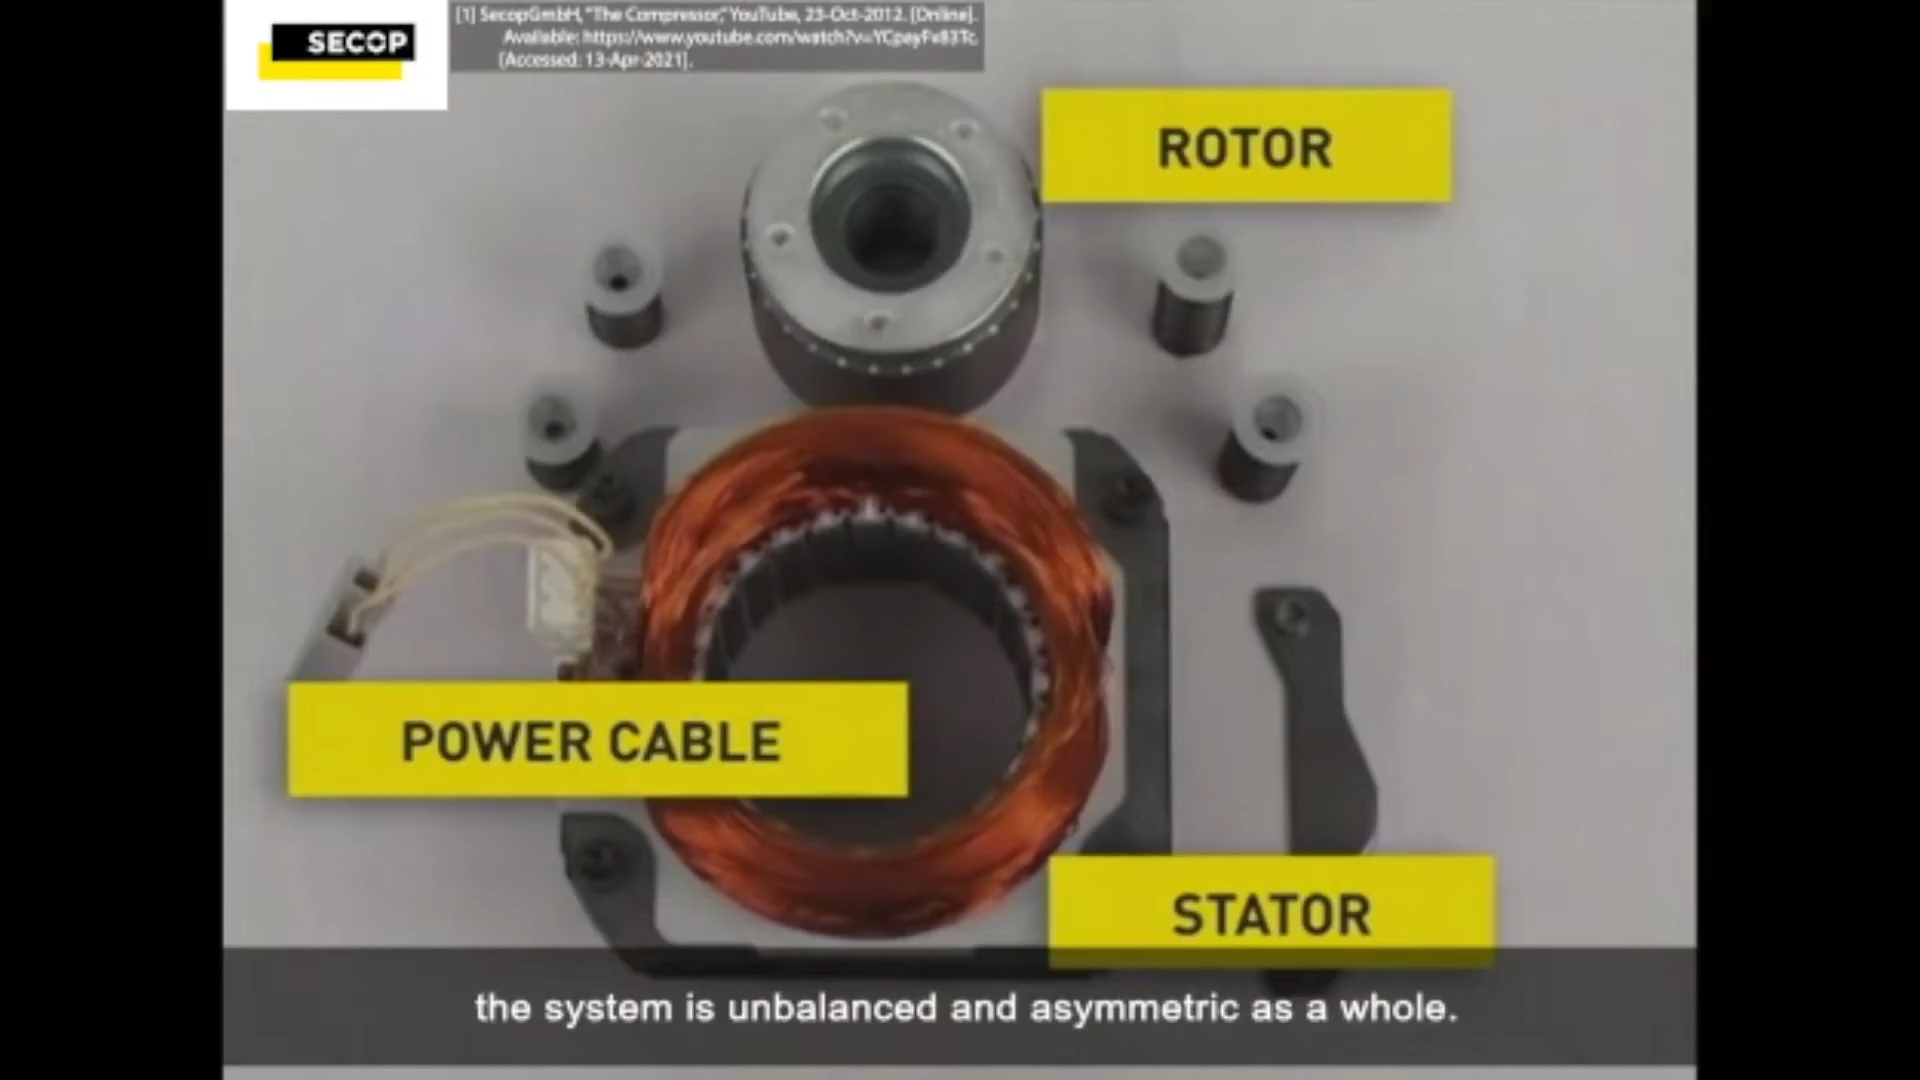 SECOP
[1] SecopGmbH, "The Compressor," YouTube, 23-Oct-2012. [Online].
Available: https://www.youtube.com/watch?v=
[Accessed: 13-Apr-2021].
ROTOR
POWER CABLE
STATOR
the system is unbalanced and asymmetric as a whole.